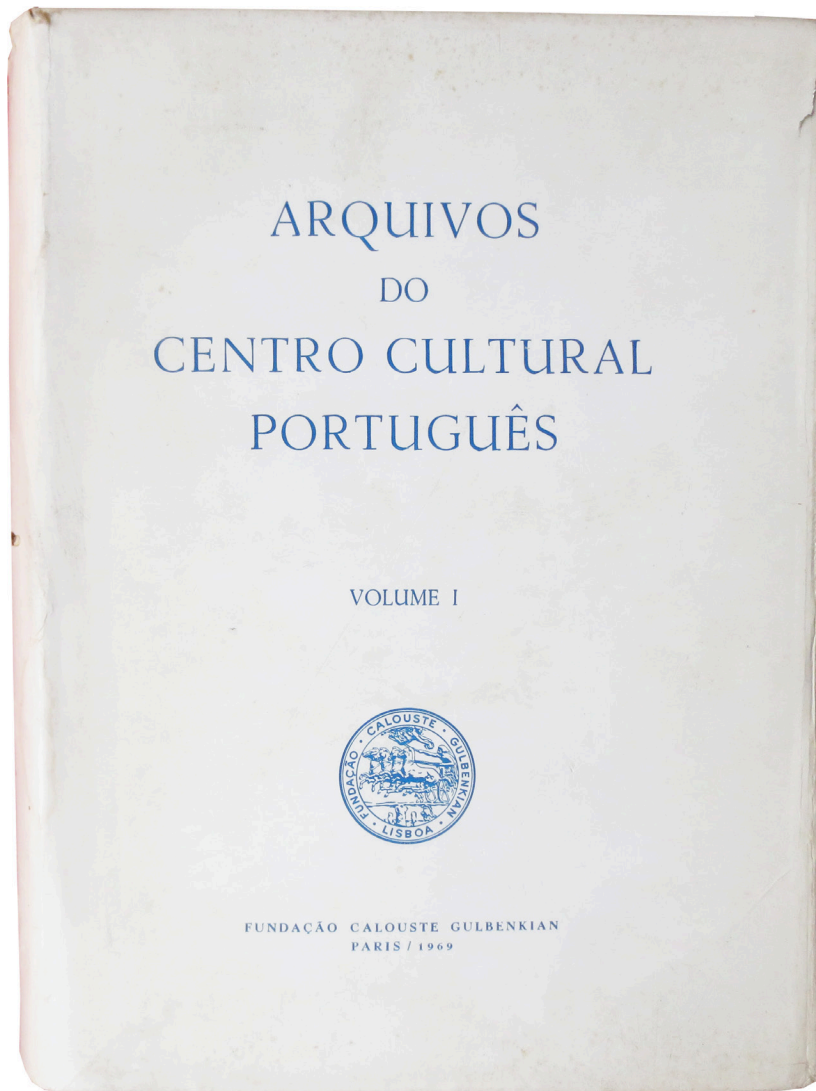 ARQUIVOS
DO
CENTRO CULTURAL
PORTUGUÊS
VOLUME I
FUNDAÇÃO · CALOUSTE · GULBENKIAN · LISBOA ·
FUNDAÇÃO CALOUSTE GULBENKIAN
PARIS / 1969